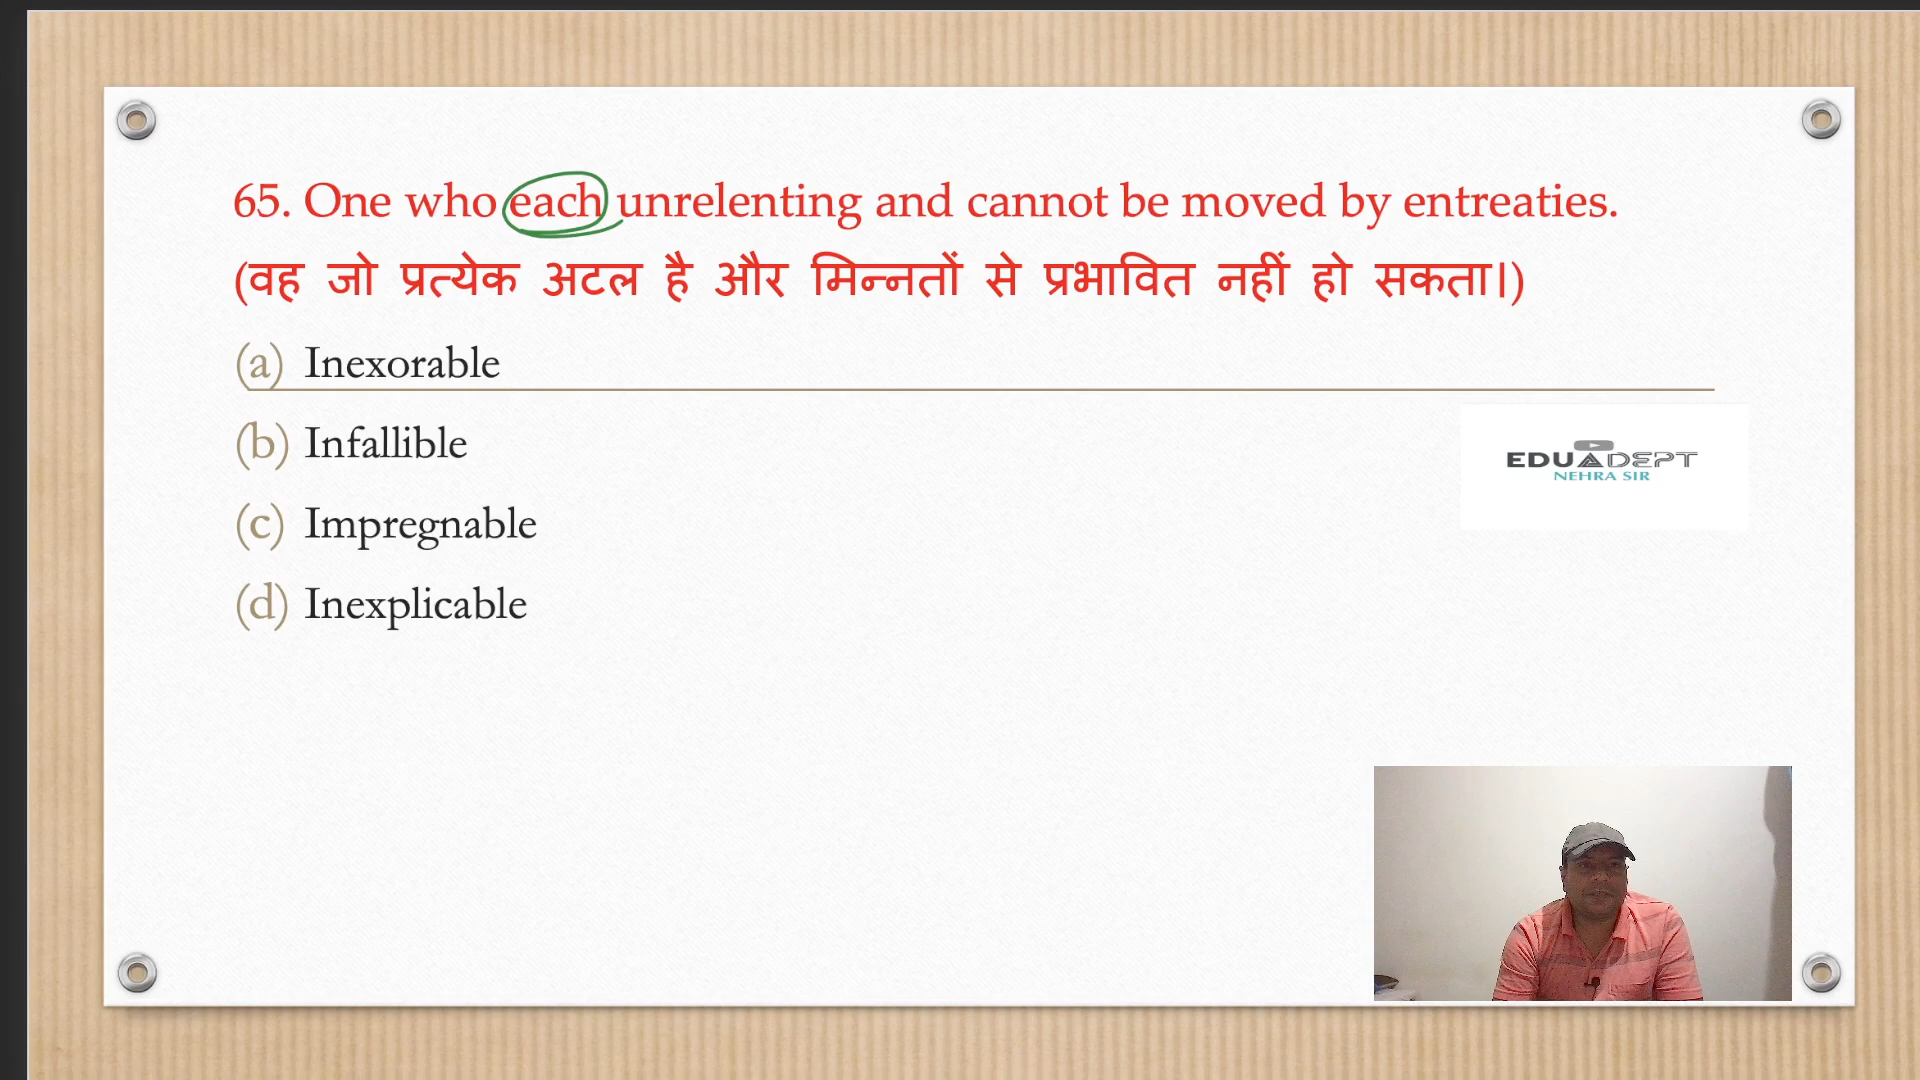 65. One who each unrelenting and cannot be moved by entreaties.
(वह जो प्रत्येक अटल है और मिन्नतों से प्रभावित नहीं हो सकता।)
(a) Inexorable
(b) Infallible
(c) Impregnable
(d) Inexplicable
EDUADEPT
NEHRA SIR